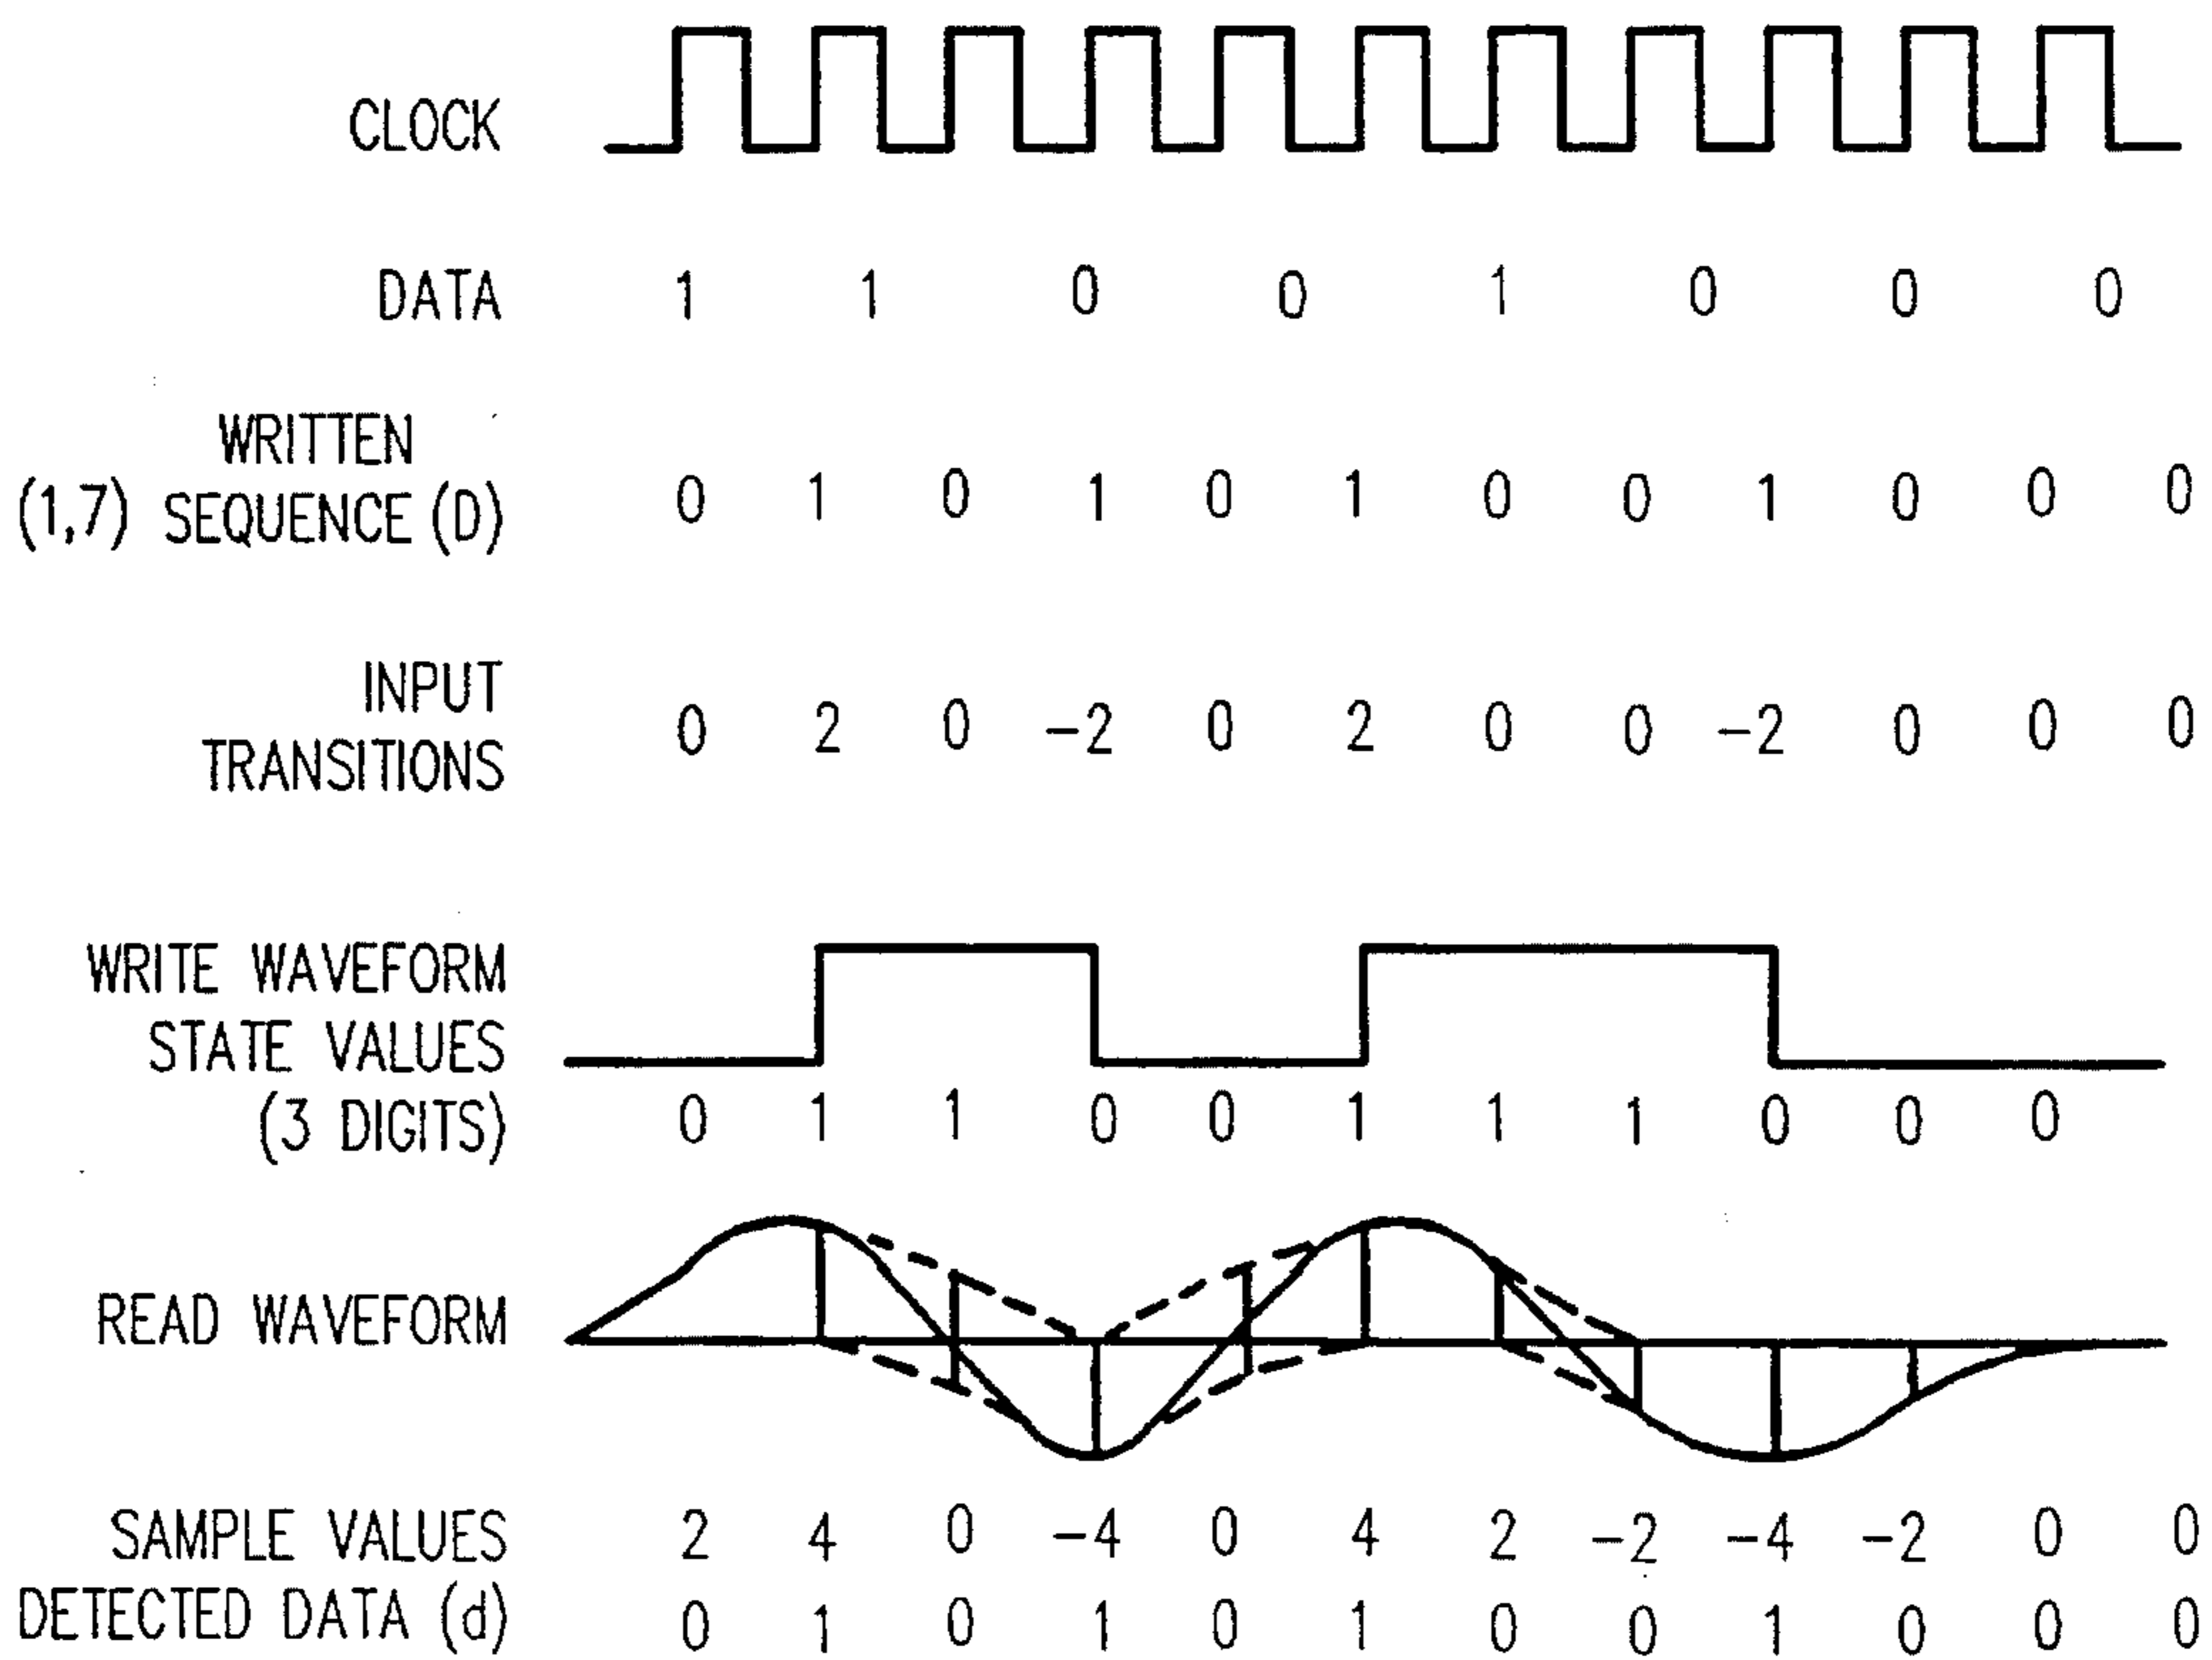 CLOCK
DATA 1 1 0 0 1 0 0 0
WRITTEN
(1,7) SEQUENCE (D) 0 1 0 1 0 1 0 0 1 0 0 0
INPUT
TRANSITIONS 0 2 0 -2 0 2 0 0 -2 0 0 0
WRITE WAVEFORM
STATE VALUES
(3 DIGITS) 0 1 1 0 0 1 1 1 0 0 0
READ WAVEFORM
SAMPLE VALUES 2 4 0 -4 0 4 2 -2 -4 -2 0 0
DETECTED DATA (d) 0 1 0 1 0 1 0 0 1 0 0 0